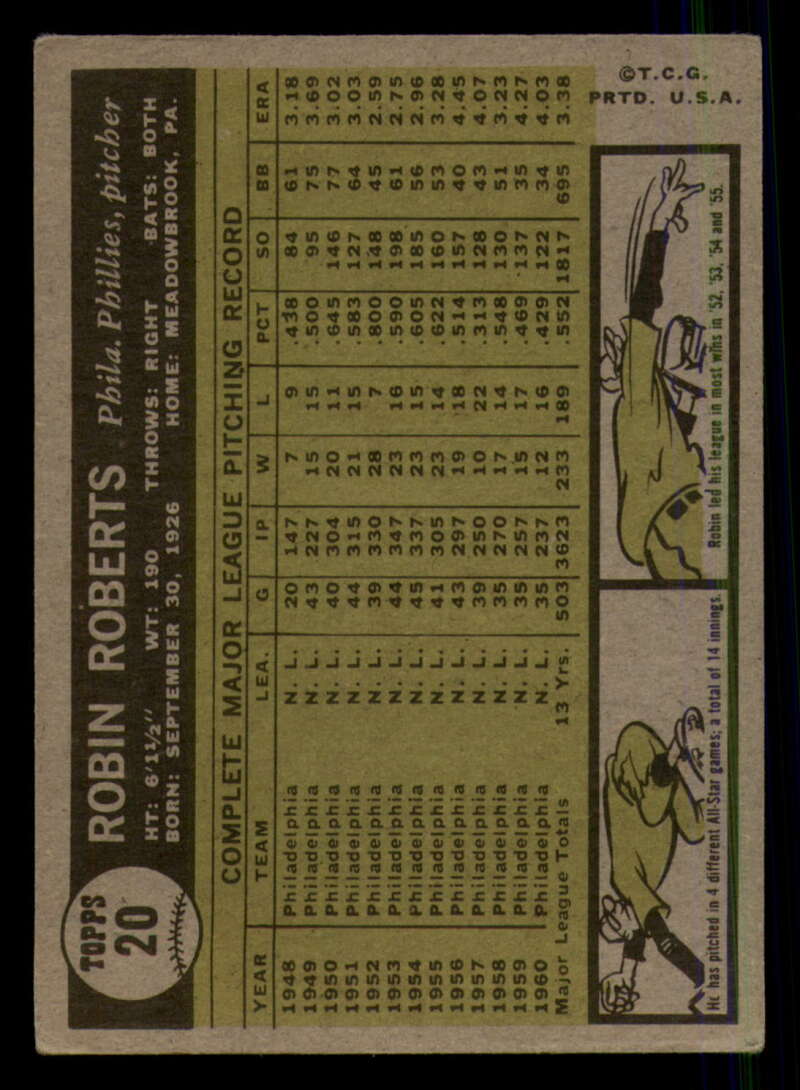 TOPPS
20
ROBIN ROBERTS Phila. Phillies, pitcher
HT: 6'1½" WT: 190 THROWS: RIGHT BATS: BOTH
BORN: SEPTEMBER 30, 1926 HOME: MEADOWBROOK, PA.
COMPLETE MAJOR LEAGUE PITCHING RECORD
YEAR TEAM LEA. G IP W L PCT SO BB ERA
1948 Philadelphia N. L. 20 147 7 9 .438 84 61 3.18
1949 Philadelphia N. L. 43 227 15 15 .500 95 75 3.69
1950 Philadelphia N. L. 40 304 20 11 .645 146 77 3.02
1951 Philadelphia N. L. 44 315 21 15 .583 127 64 3.03
1952 Philadelphia N. L. 39 330 28 7 .800 148 45 2.59
1953 Philadelphia N. L. 44 347 23 16 .590 198 61 2.75
1954 Philadelphia N. L. 45 337 23 15 .605 185 56 2.96
1955 Philadelphia N. L. 41 305 23 14 .622 160 53 3.28
1956 Philadelphia N. L. 43 297 19 18 .514 157 40 4.45
1957 Philadelphia N. L. 39 250 10 22 .313 128 43 4.07
1958 Philadelphia N. L. 35 270 17 14 .548 130 51 3.23
1959 Philadelphia N. L. 35 257 15 17 .469 137 35 4.27
1960 Philadelphia N. L. 35 237 12 16 .429 122 34 4.03
Major League Totals 13 Yrs. 503 3623 233 189 .552 1817 695 3.38
He has pitched in 4 different All-Star games; a total of 14 innings.
Robin led his league in most wins in '52, '53, '54 and '55.
©T.C.G.
PRTD. U.S.A.